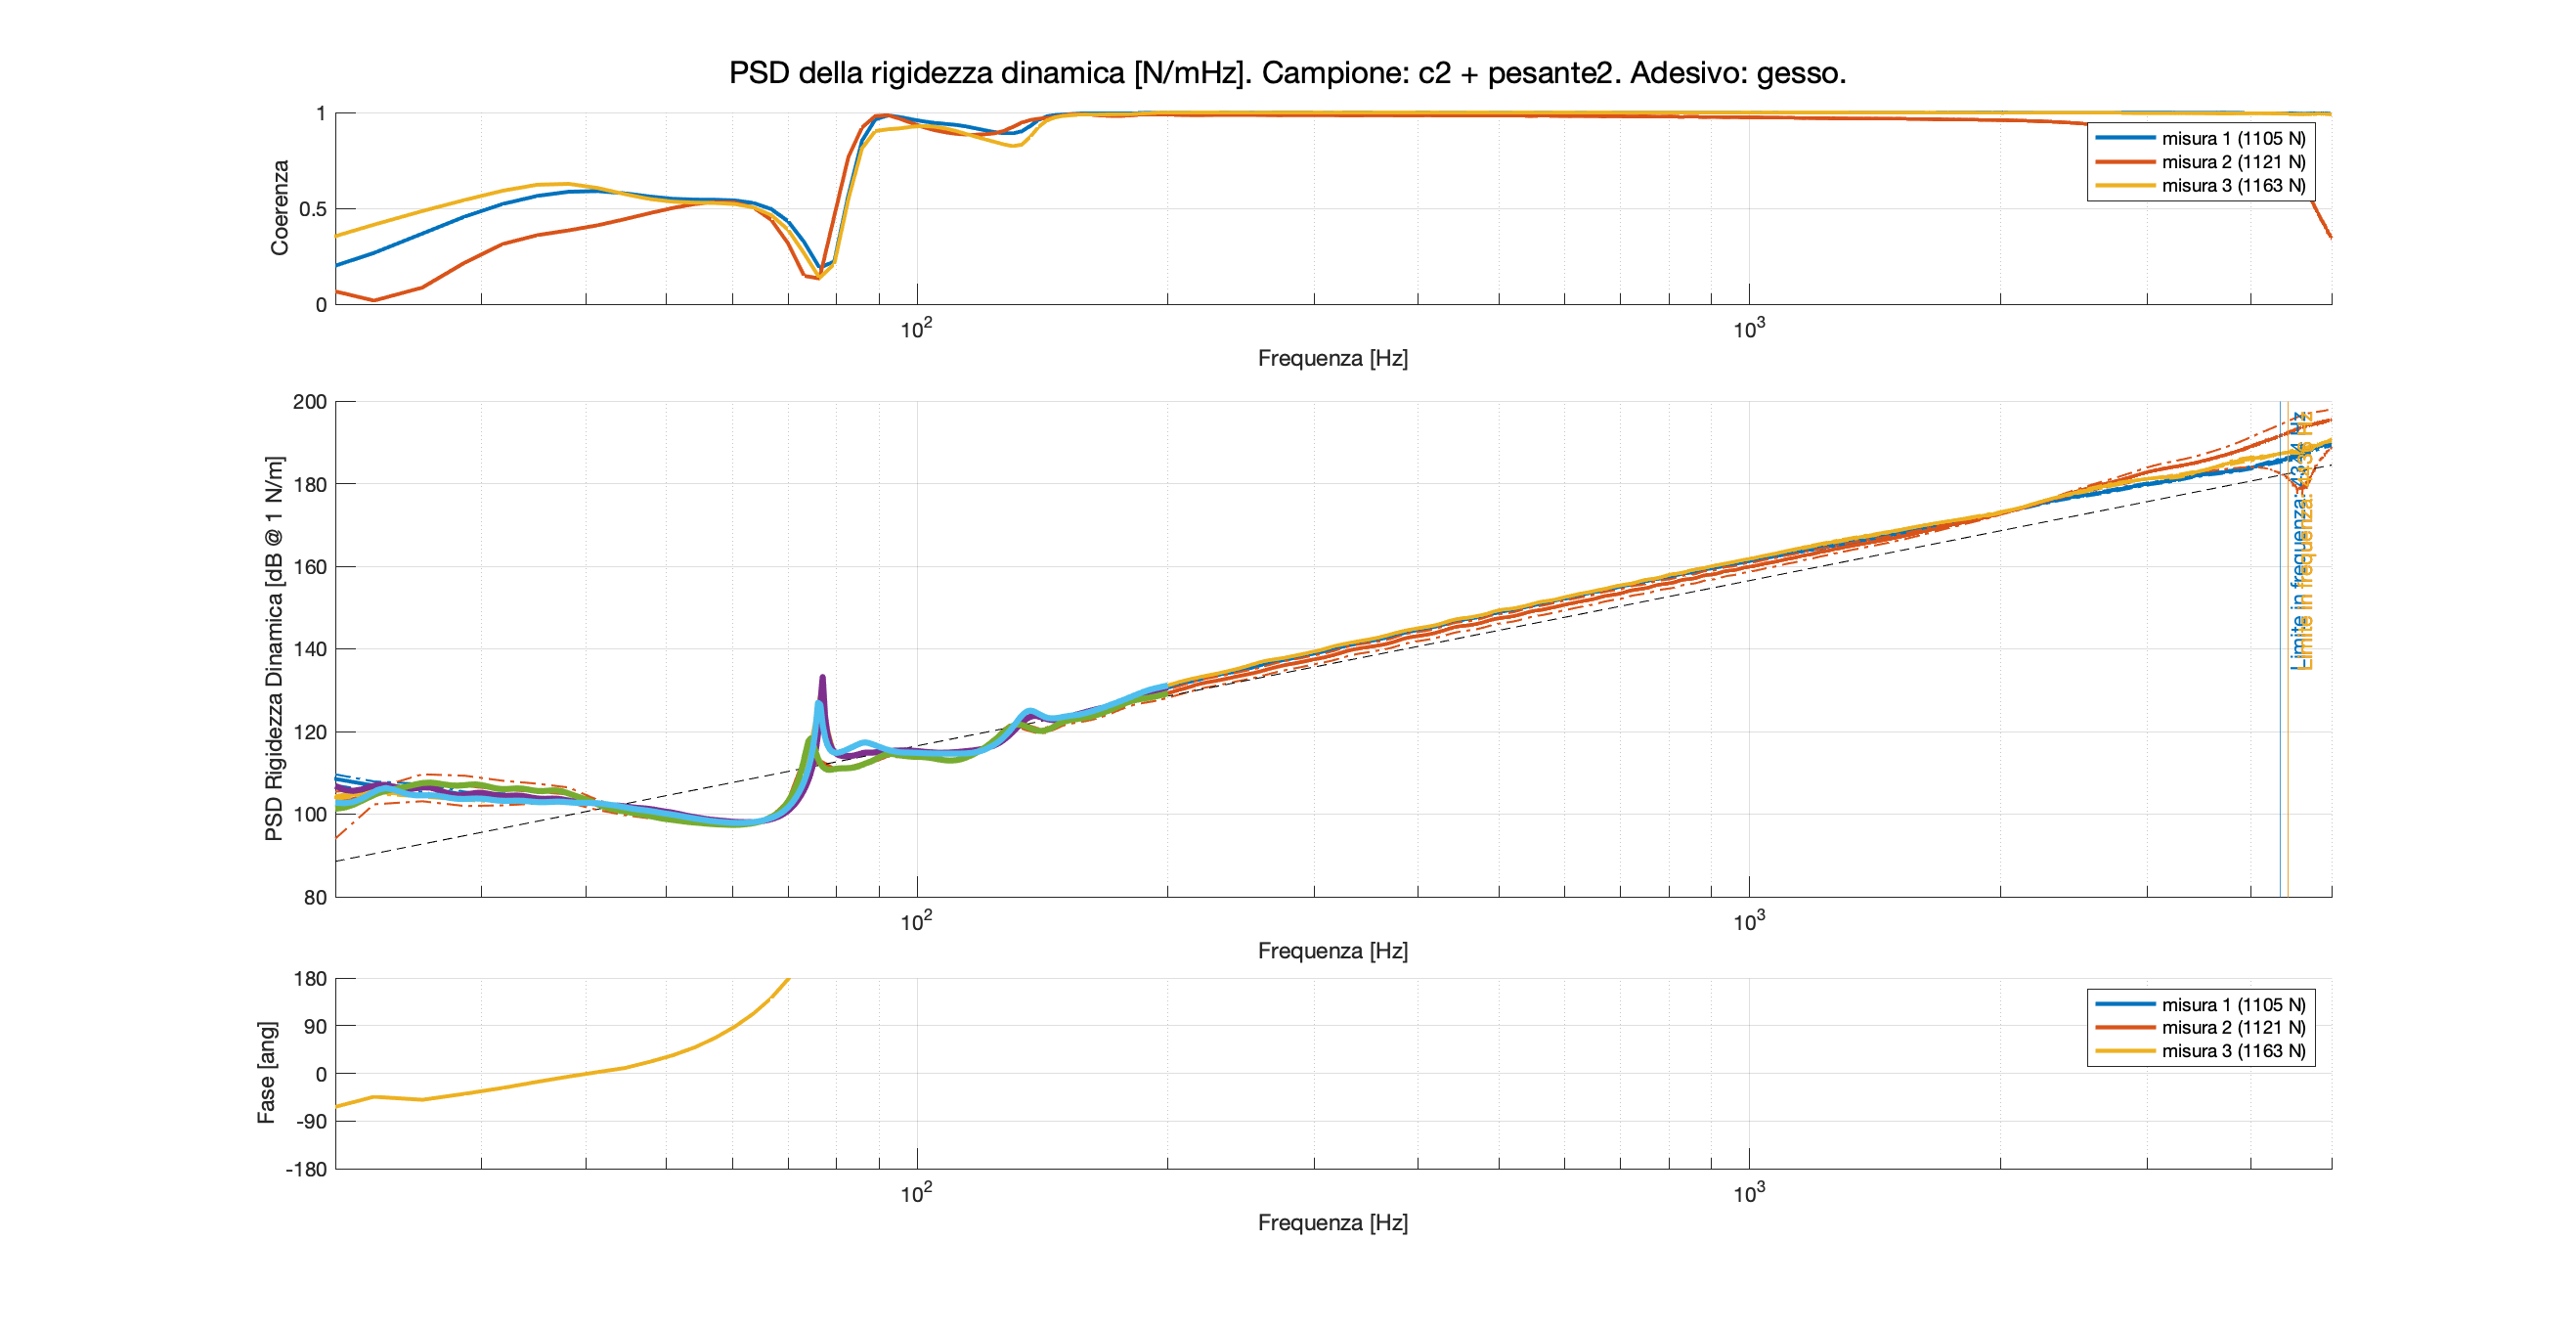 PSD della rigidezza dinamica [N/mHz]. Campione: c2 + pesante2. Adesivo: gesso.
Coerenza
1
0.5
0
misura 1 (1105 N)
misura 2 (1121 N)
misura 3 (1163 N)
10^2
10^3
Frequenza [Hz]
PSD Rigidezza Dinamica [dB @ 1 N/m]
200
180
160
140
120
100
80
Limite in frequenza:
Limite in frequenza:
10^2
10^3
Frequenza [Hz]
Fase [ang]
180
90
0
-90
-180
misura 1 (1105 N)
misura 2 (1121 N)
misura 3 (1163 N)
10^2
10^3
Frequenza [Hz]